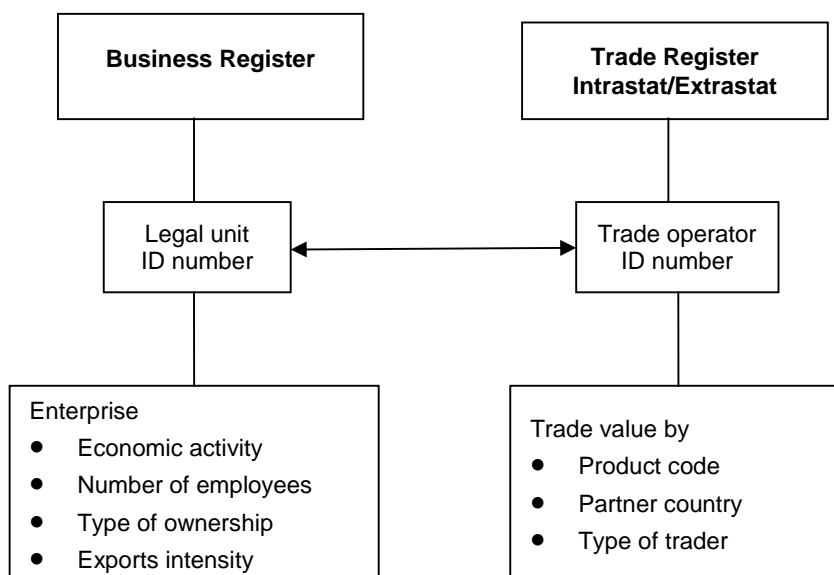 Business Register
Trade Register
Intrastat/Extrastat
Legal unit
ID number
Trade operator
ID number
Enterprise
● Economic activity
● Number of employees
● Type of ownership
● Exports intensity
Trade value by
● Product code
● Partner country
● Type of trader